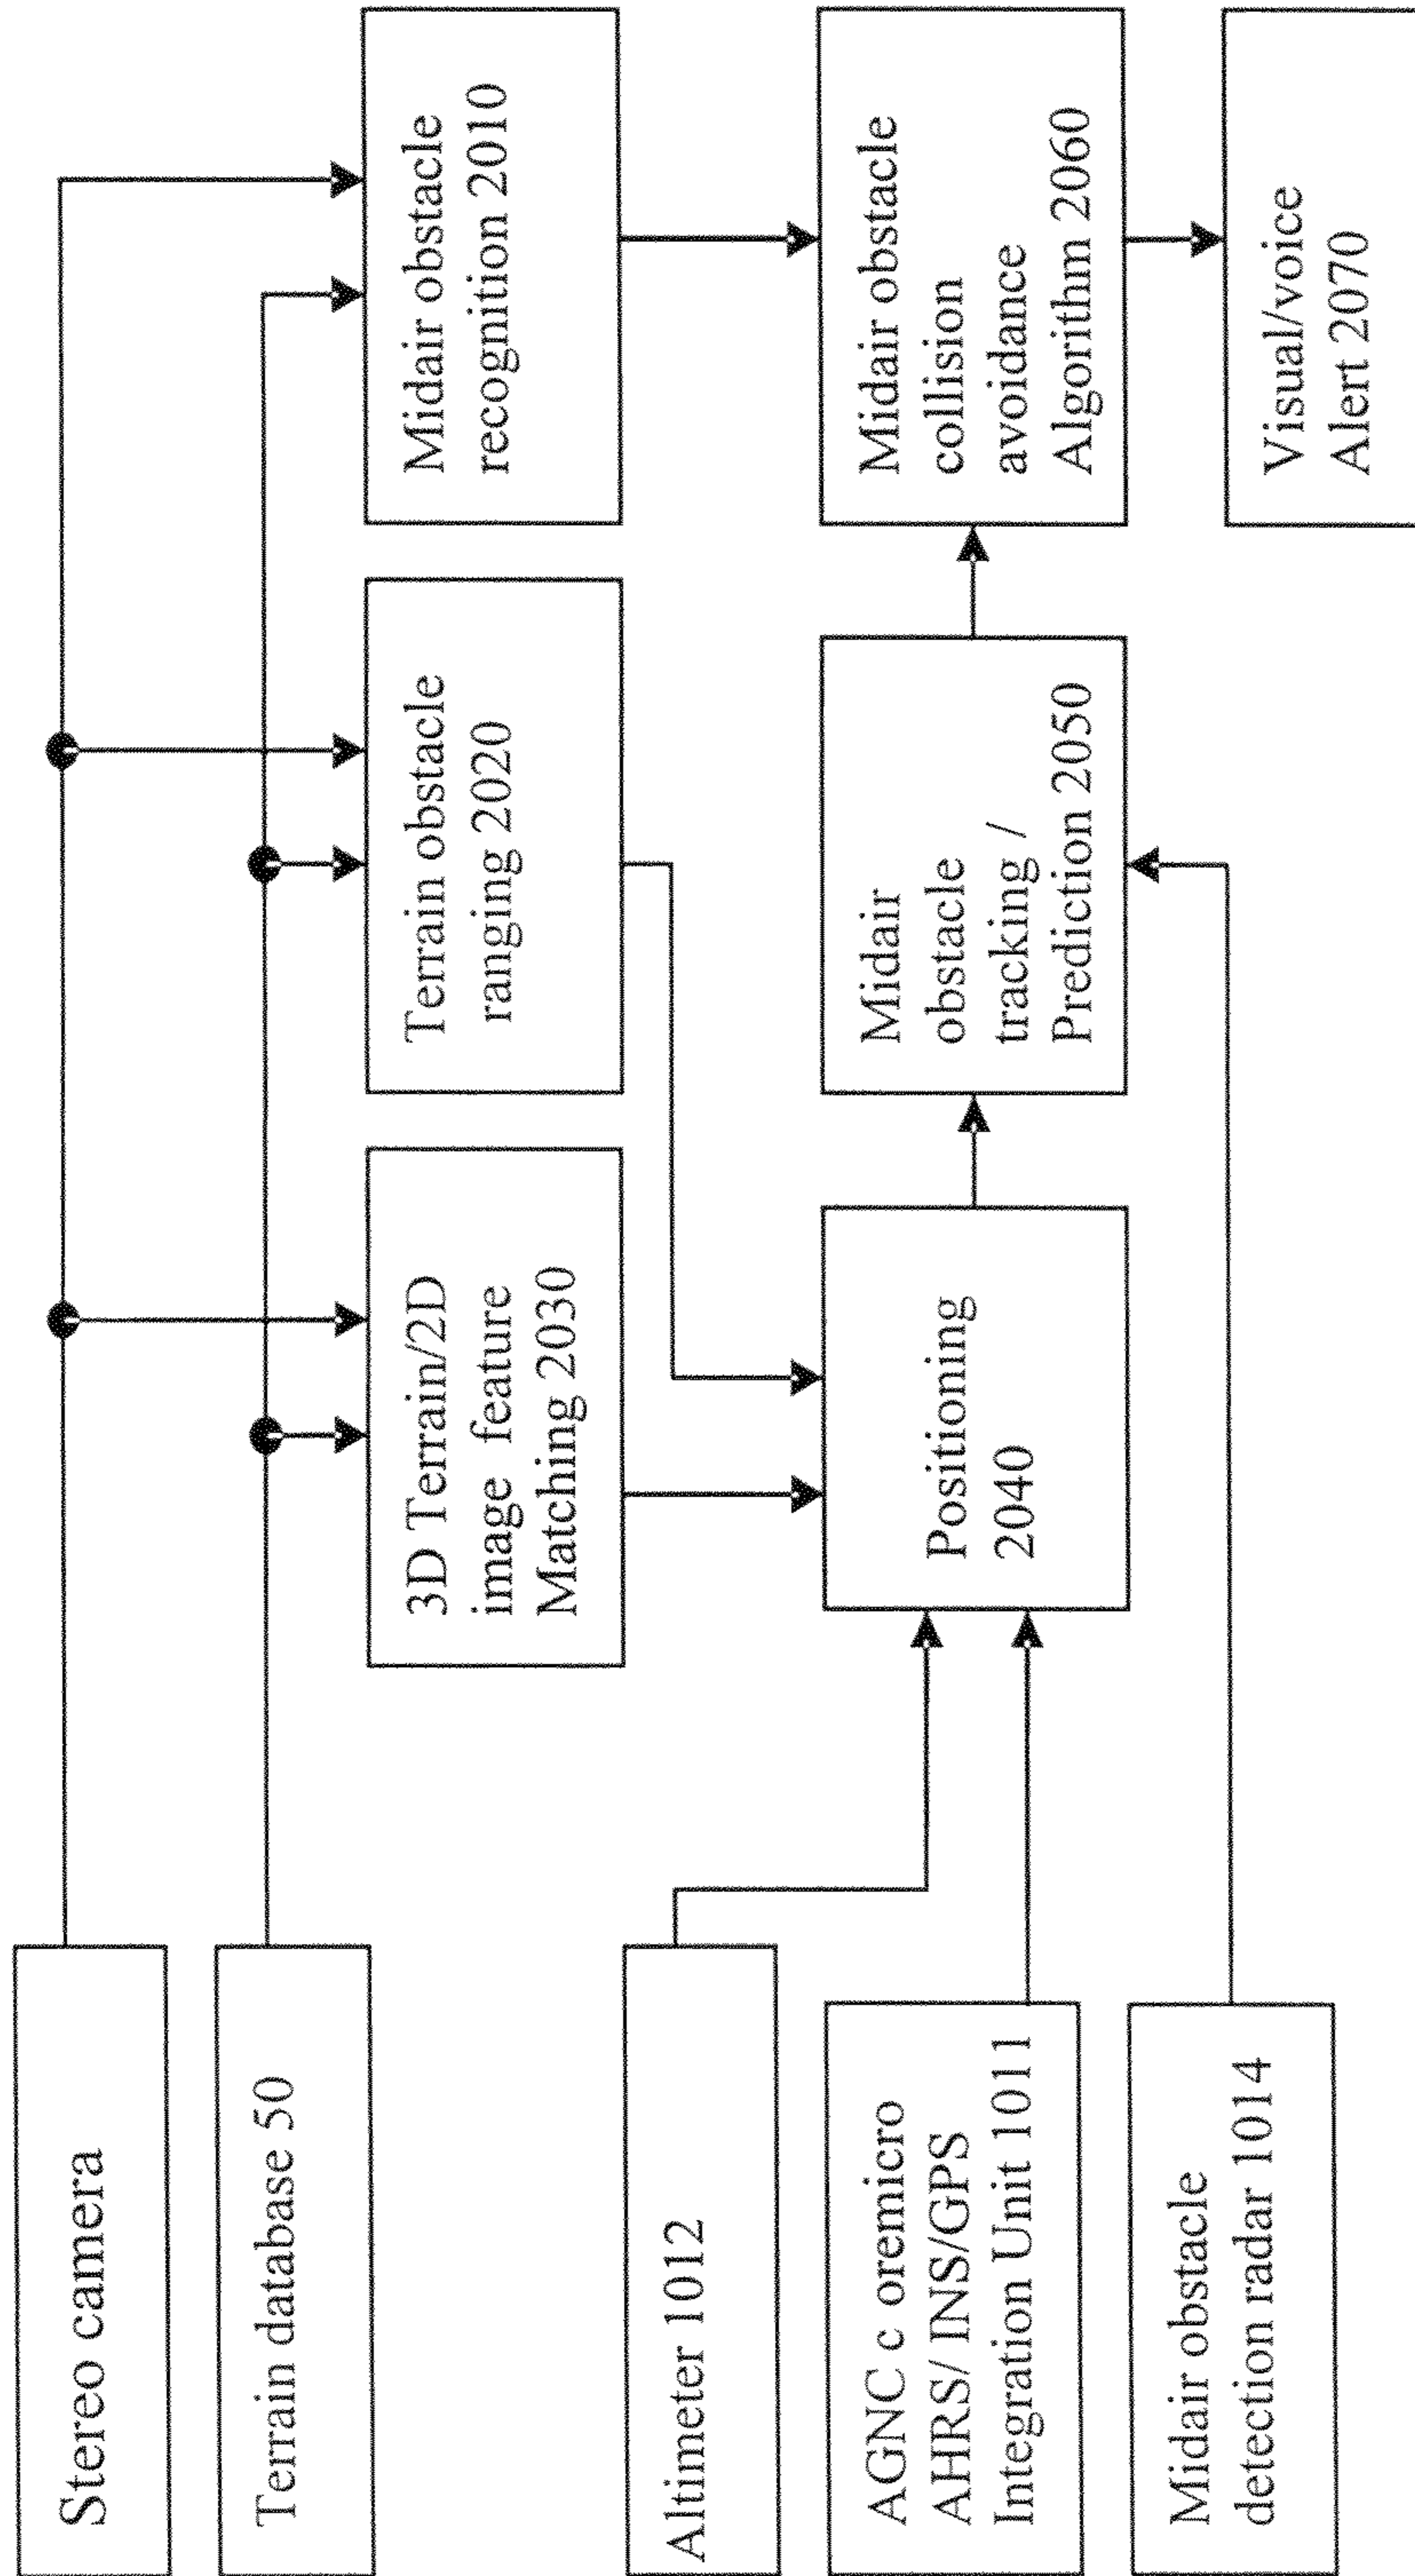 Stereo camera
Terrain database 50
Altimeter 1012
AGNC c oremicro
AHRS/ INS/GPS
Integration Unit 1011
Midair obstacle
detection radar 1014
3D Terrain/2D
image feature
Matching 2030
Terrain obstacle
ranging 2020
Midair obstacle
recognition 2010
Positioning
2040
Midair
obstacle
tracking /
Prediction 2050
Midair obstacle
collision
avoidance
Algorithm 2060
Visual/voice
Alert 2070